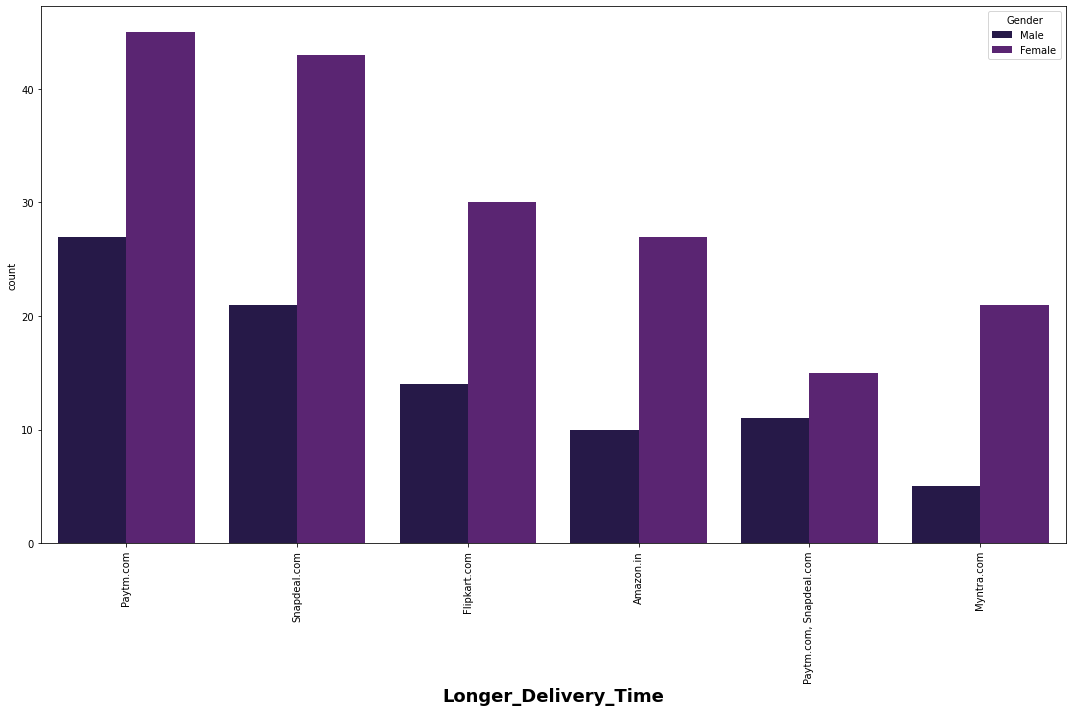 Gender
Male
Female
count
40
30
20
10
0
Paytm.com
Snapdeal.com
Flipkart.com
Amazon.in
Paytm.com, Snapdeal.com
Myntra.com
Longer_Delivery_Time